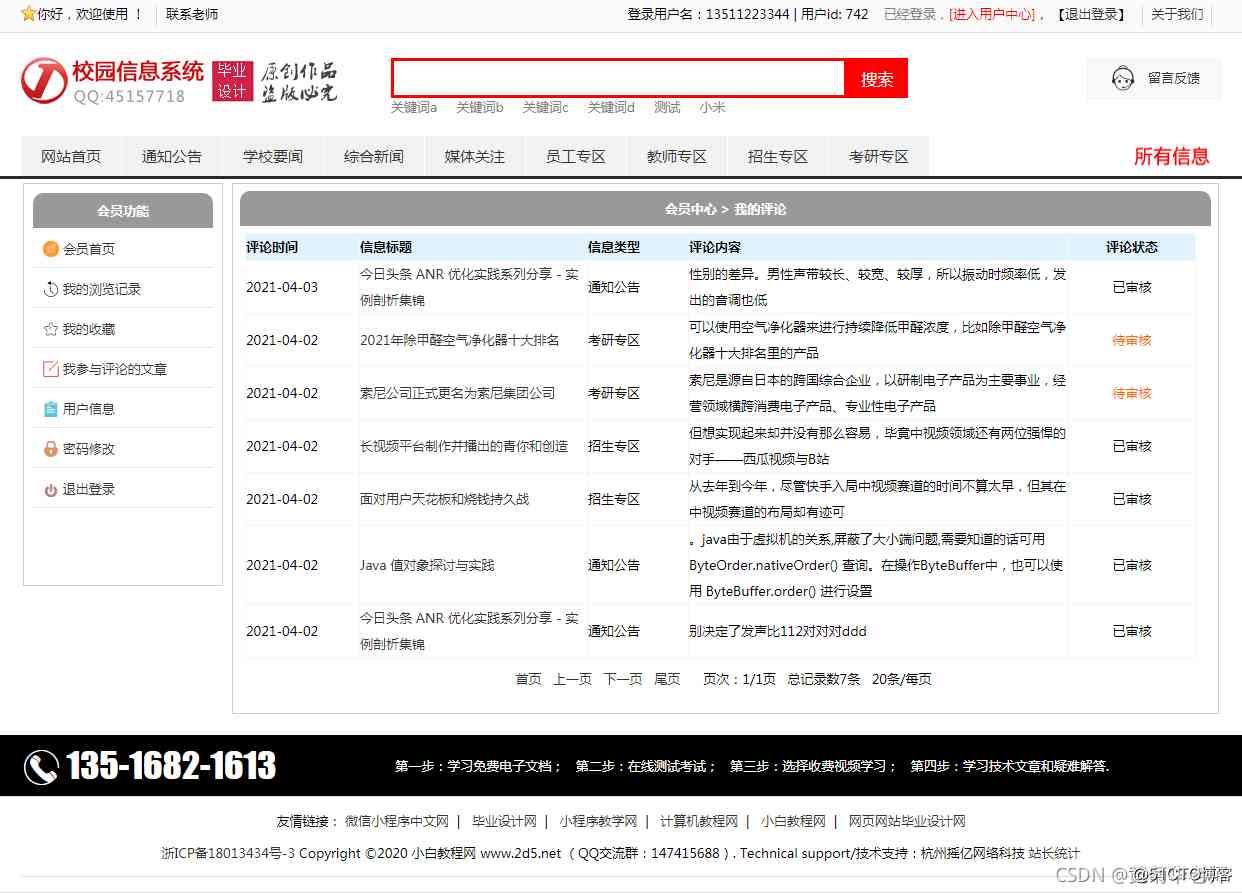 你好，欢迎使用 ！ 联系老师 登录用户名：13511223344 | 用户id: 742 已经登录，[进入用户中心]，【退出登录】 关于我们
校园信息系统
QQ:45157718
毕业设计
原创作品
盗版必究
搜索
留言反馈
关键词a 关键词b 关键词c 关键词d 测试 小米
网站首页 通知公告 学校要闻 综合新闻 媒体关注 员工专区 教师专区 招生专区 考研专区 所有信息
会员功能
会员首页
我的浏览记录
我的收藏
我参与评论的文章
用户信息
密码修改
退出登录
会员中心 > 我的评论
评论时间 信息标题 信息类型 评论内容 评论状态
2021-04-03 今日头条 ANR 优化实践系列分享 - 实例剖析集锦 通知公告 性别的差异。男性声带较长、较宽、较厚，所以振动时频率低，发出的音调也低 已审核
2021-04-02 2021年除甲醛空气净化器十大排名 考研专区 可以使用空气净化器来进行持续降低甲醛浓度，比如除甲醛空气净化器十大排名里的产品 待审核
2021-04-02 索尼公司正式更名为索尼集团公司 考研专区 索尼是源自日本的跨国综合企业，以研制电子产品为主要事业，经营领域横跨消费电子产品、专业性电子产品 待审核
2021-04-02 长视频平台制作并播出的青你和创造 招生专区 但想实现起来却并没有那么容易，毕竟中视频领域还有两位强悍的对手——西瓜视频与B站 已审核
2021-04-02 面对用户天花板和烧钱持久战 招生专区 从去年到今年，尽管快手入局中视频赛道的时间不算太早，但其在中视频赛道的布局却有迹可 已审核
2021-04-02 Java 值对象探讨与实践 通知公告 。java由于虚拟机的关系,屏蔽了大小端问题,需要知道的话可用 ByteOrder.nativeOrder() 查询。在操作ByteBuffer中，也可以使用 ByteBuffer.order() 进行设置 已审核
2021-04-02 今日头条 ANR 优化实践系列分享 - 实例剖析集锦 通知公告 别决定了发声比112对对对ddd 已审核
首页 上一页 下一页 尾页 页次：1/1页 总记录数7条 20条/每页
135-1682-1613 第一步：学习免费电子文档； 第二步：在线测试考试； 第三步：选择收费视频学习； 第四步：学习技术文章和疑难解答.
友情链接： 微信小程序中文网 | 毕业设计网 | 小程序教学网 | 计算机教程网 | 小白教程网 | 网页网站毕业设计网
浙ICP备18013434号-3 Copyright ©2020 小白教程网 www.2d5.net （QQ交流群：147415688）. Technical support/技术支持：杭州摇亿网络科技 站长统计
CSDN @
@51CTO博客